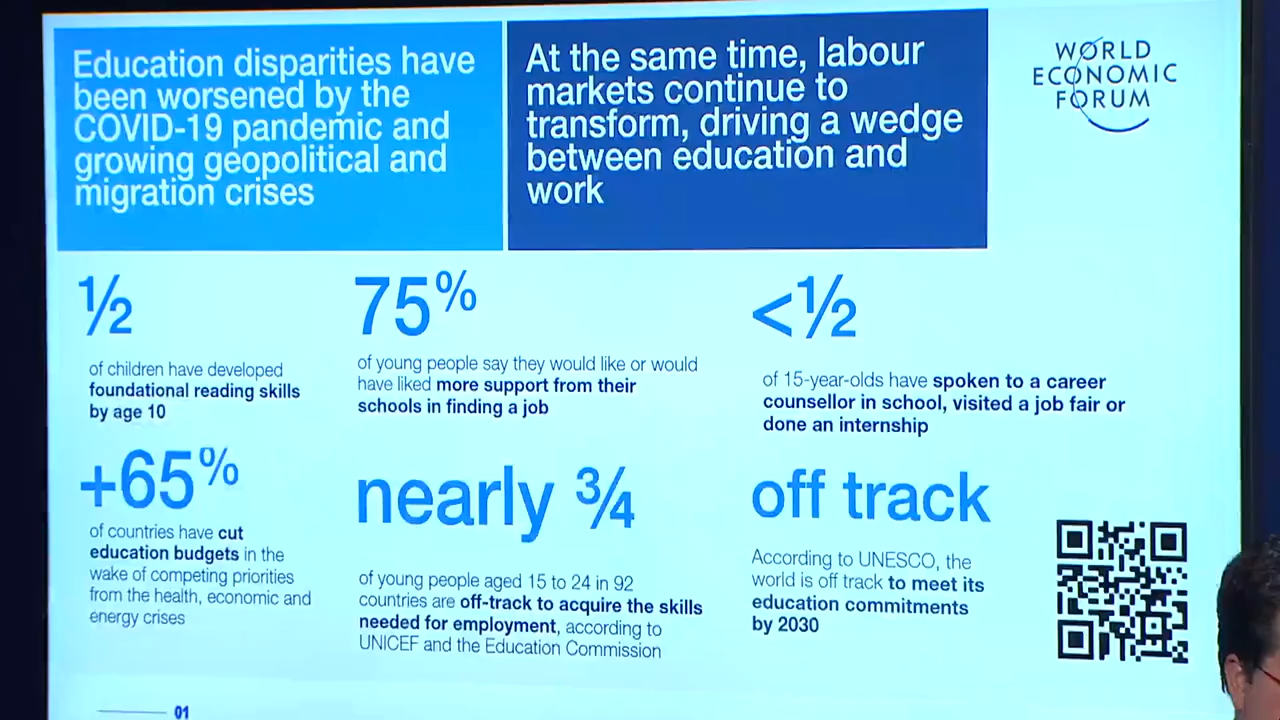 Education disparities have
been worsened by the
COVID-19 pandemic and
growing geopolitical and
migration crises
At the same time, labour
markets continue to
transform, driving a wedge
between education and
work
WORLD
ECONOMIC
FORUM
½
of children have developed
foundational reading skills
by age 10
75%
of young people say they would like or would
have liked more support from their
schools in finding a job
<½
of 15-year-olds have spoken to a career
counsellor in school, visited a job fair or
done an internship
+65%
of countries have cut
education budgets in the
wake of competing priorities
from the health, economic and
energy crises
nearly ¾
of young people aged 15 to 24 in 92
countries are off-track to acquire the skills
needed for employment, according to
UNICEF and the Education Commission
off track
According to UNESCO, the
world is off track to meet its
education commitments
by 2030
01